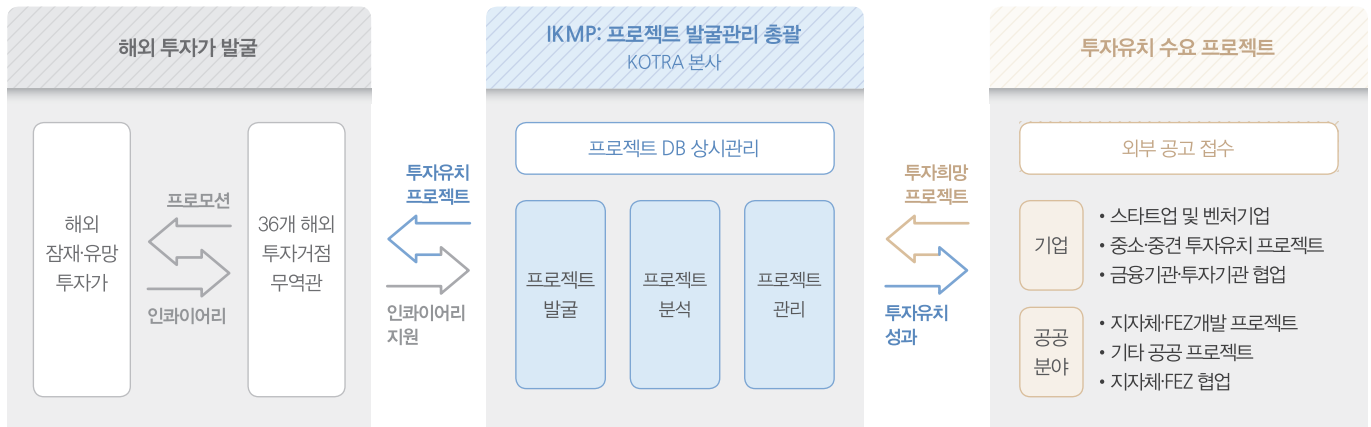 해외 투자가 발굴
해외
잠재·유망
투자가
프로모션
인콰이어리
36개 해외
투자거점
무역관
투자유치
프로젝트
인콰이어리
지원
IKMP: 프로젝트 발굴관리 총괄
KOTRA 본사
프로젝트 DB 상시관리
프로젝트
발굴
프로젝트
분석
프로젝트
관리
투자희망
프로젝트
투자유치
성과
투자유치 수요 프로젝트
외부 공고 접수
기업
• 스타트업 및 벤처기업
• 중소·중견 투자유치 프로젝트
• 금융기관·투자기관 협업
공공
분야
• 지자체·FEZ개발 프로젝트
• 기타 공공 프로젝트
• 지자체·FEZ 협업